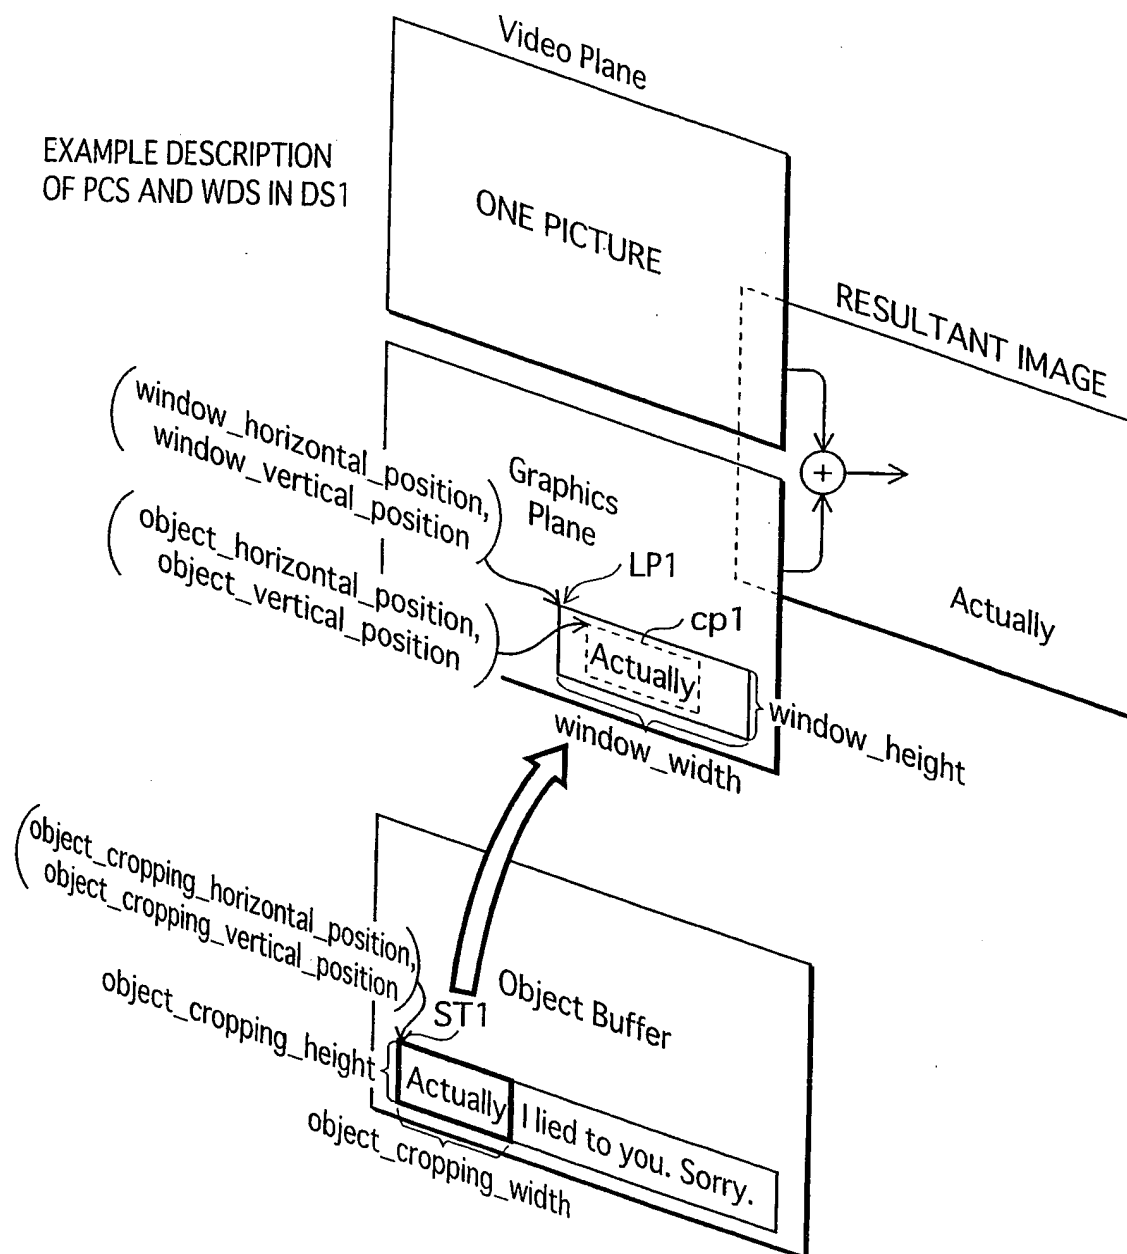 Video Plane
EXAMPLE DESCRIPTION
OF PCS AND WDS IN DS1
ONE PICTURE
RESULTANT IMAGE
(window_horizontal_position,
window_vertical_position)
Graphics
Plane
(object_horizontal_position,
object_vertical_position)
LP1
+
cp1
Actually
Actually
window_height
window_width
(object_cropping_horizontal_position,
object_cropping_vertical_position)
Object Buffer
ST1
object_cropping_height
Actually I lied to you. Sorry.
object_cropping_width